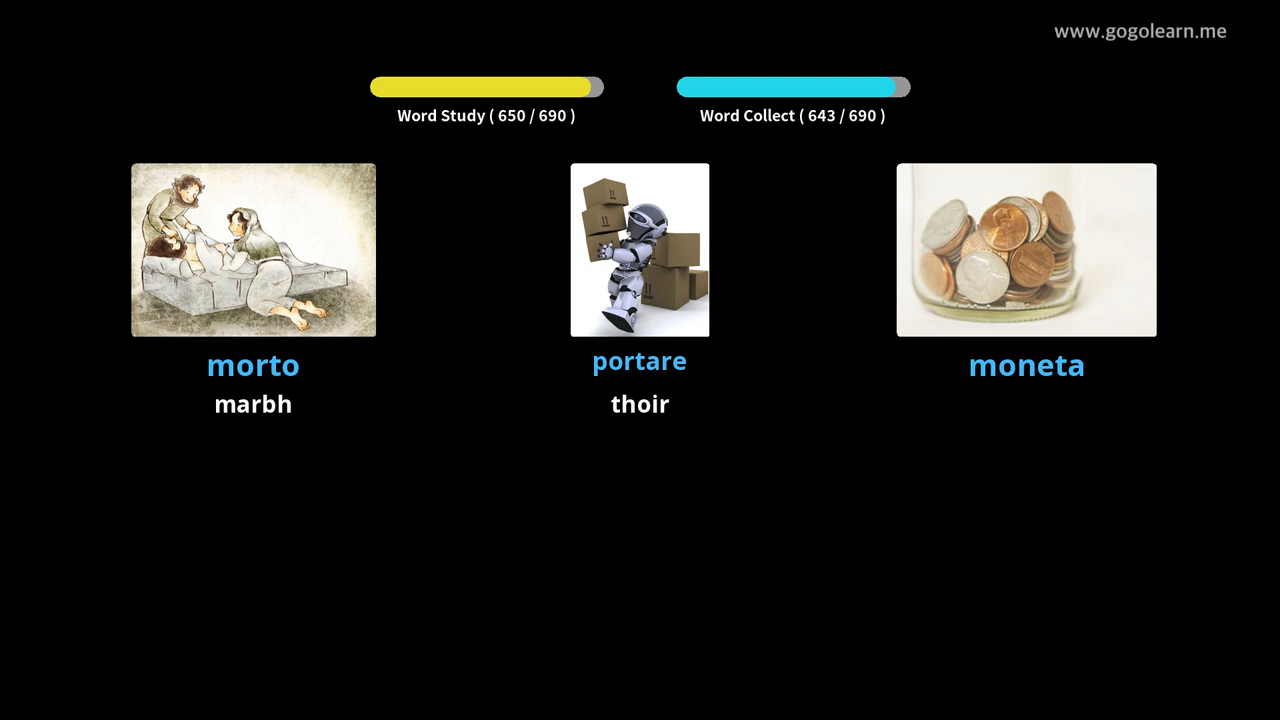 www.gogolearn.me
Word Study ( 650 / 690 )
Word Collect ( 643 / 690 )
morto
marbh
portare
thoir
moneta